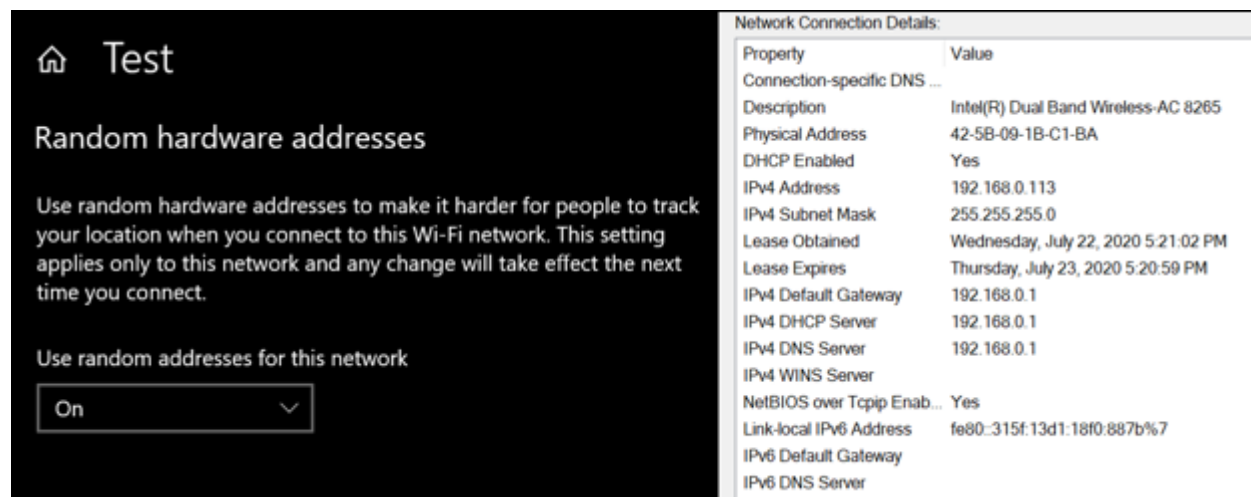 Test
Random hardware addresses
Use random hardware addresses to make it harder for people to track
your location when you connect to this Wi-Fi network. This setting
applies only to this network and any change will take effect the next
time you connect.
Use random addresses for this network
On
Network Connection Details:
Property Value
Connection-specific DNS ...
Description Intel(R) Dual Band Wireless-AC 8265
Physical Address 42-5B-09-1B-C1-BA
DHCP Enabled Yes
IPv4 Address 192.168.0.113
IPv4 Subnet Mask 255.255.255.0
Lease Obtained Wednesday, July 22, 2020 5:21:02 PM
Lease Expires Thursday, July 23, 2020 5:20:59 PM
IPv4 Default Gateway 192.168.0.1
IPv4 DHCP Server 192.168.0.1
IPv4 DNS Server 192.168.0.1
IPv4 WINS Server
NetBIOS over Tcpip Enab... Yes
Link-local IPv6 Address fe80::315f:13d1:18f0:887b%7
IPv6 Default Gateway
IPv6 DNS Server